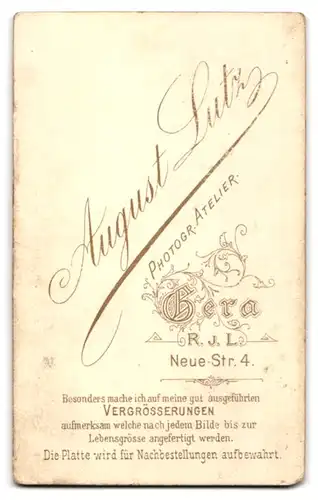 August Lutz
PHOTOGR. ATELIER.
Gera
R. J. L.
Neue-Str. 4.
Besonders mache ich auf meine gut ausgeführten
VERGRÖSSERUNGEN
aufmerksam welche nach jedem Bilde bis zur
Lebensgrösse angefertigt werden.
Die Platte wird für Nachbestellungen aufbewahrt.